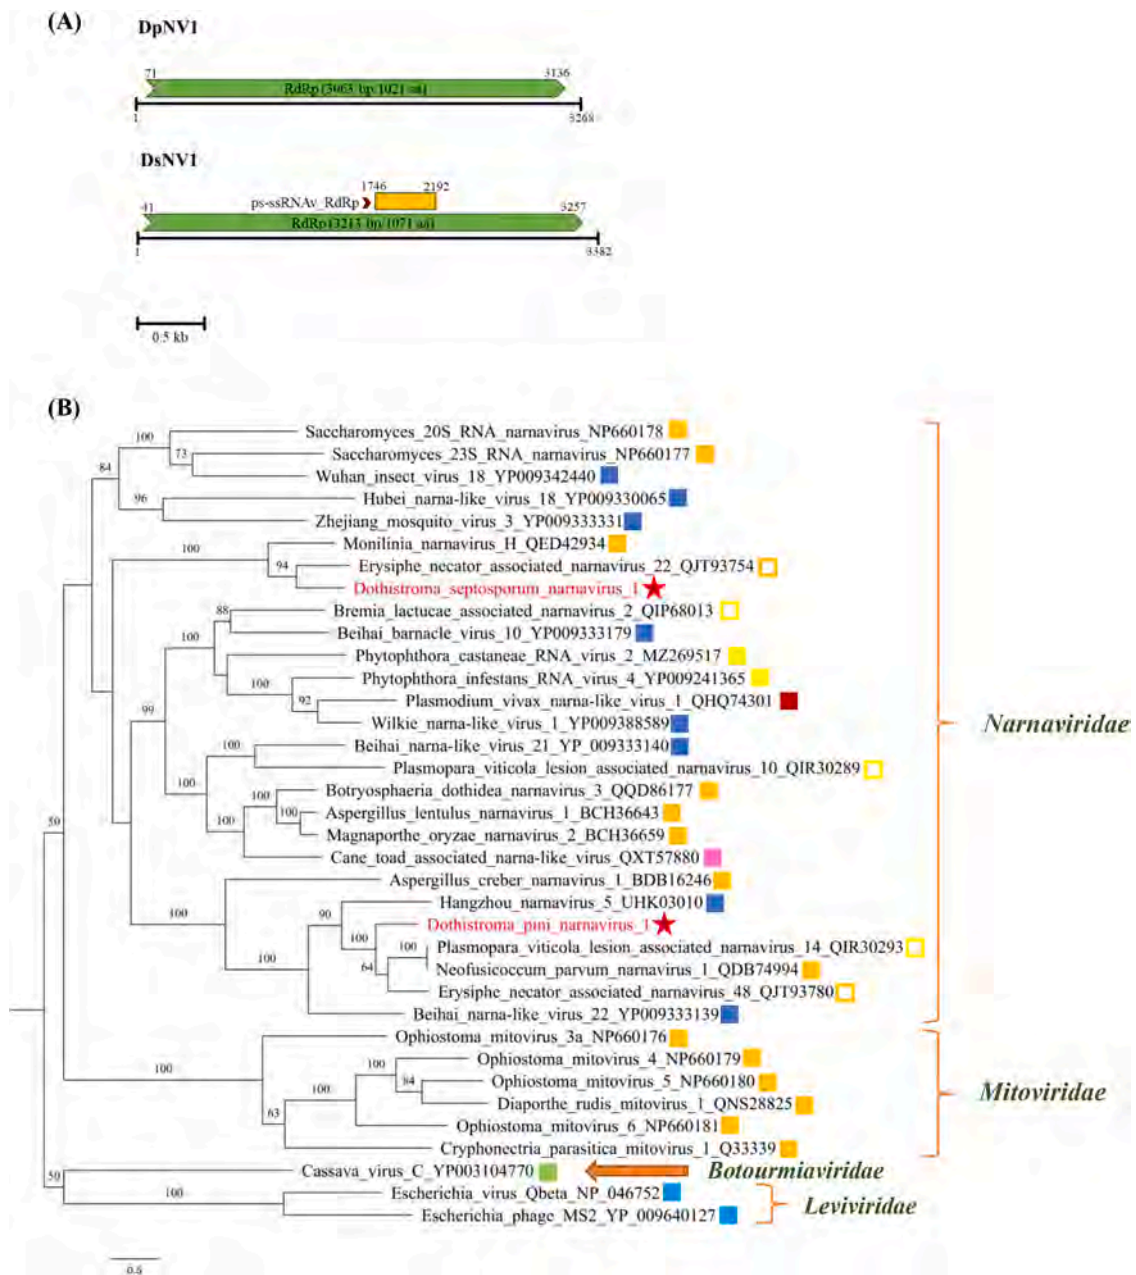 (A)
DpNV1
71 3136
RdRp (3063 bp/1021 aa)
1 3268
DsNV1
1746 2192
ps-ssRNAv_RdRp
41 3257
RdRp (3213 bp/1071 aa)
1 3382
0.5 kb
(B)
Saccharomyces_20S_RNA_narnavirus_NP660178
100
Saccharomyces_23S_RNA_narnavirus_NP660177
73
84
Wuhan_insect_virus_18_YP009342440
Hubei_narna-like_virus_18_YP009330065
96
Zhejiang_mosquito_virus_3_YP009333331
Monilinia_narnavirus_H_QED42934
100
Erysiphe_necator_associated_narnavirus_22_QJT93754
94
Dothistroma_septosporum_narnavirus_1
Bremia_lactucae_associated_narnavirus_2_QIP68013
88
Beihai_barnacle_virus_10_YP009333179
100
Phytophthora_castaneae_RNA_virus_2_MZ269517
Phytophthora_infestans_RNA_virus_4_YP009241365
100
Plasmodium_vivax_narna-like_virus_1_QHQ74301
92
99
Wilkie_narna-like_virus_1_YP009388589
Narnaviridae
Beihai_narna-like_virus_21_YP_009333140
100
Plasmopara_viticola_lesion_associated_narnavirus_10_QIR30289
100
Botryosphaeria_dothidea_narnavirus_3_QQD86177
100
Aspergillus_lentulus_narnavirus_1_BCH36643
100
Magnaporthe_oryzae_narnavirus_2_BCH36659
50
Cane_toad_associated_narna-like_virus_QXT57880
Aspergillus_creber_narnavirus_1_BDB16246
Hangzhou_narnavirus_5_UHK03010
90
100
Dothistroma_pini_narnavirus_1
Plasmopara_viticola_lesion_associated_narnavirus_14_QIR30293
100
100
Neofusicoccum_parvum_narnavirus_1_QDB74994
100
64
Erysiphe_necator_associated_narnavirus_48_QJT93780
Beihai_narna-like_virus_22_YP009333139
Ophiostoma_mitovirus_3a_NP660176
Ophiostoma_mitovirus_4_NP660179
100
100
Ophiostoma_mitovirus_5_NP660180
84
Diaporthe_rudis_mitovirus_1_QNS28825
Mitoviridae
100
63
Ophiostoma_mitovirus_6_NP660181
Cryphonectria_parasitica_mitovirus_1_Q33339
Cassava_virus_C_YP003104770
Botourmiaviridae
50
Escherichia_virus_Qbeta_NP_046752
100
Leviviridae
Escherichia_phage_MS2_YP_009640127
0.5